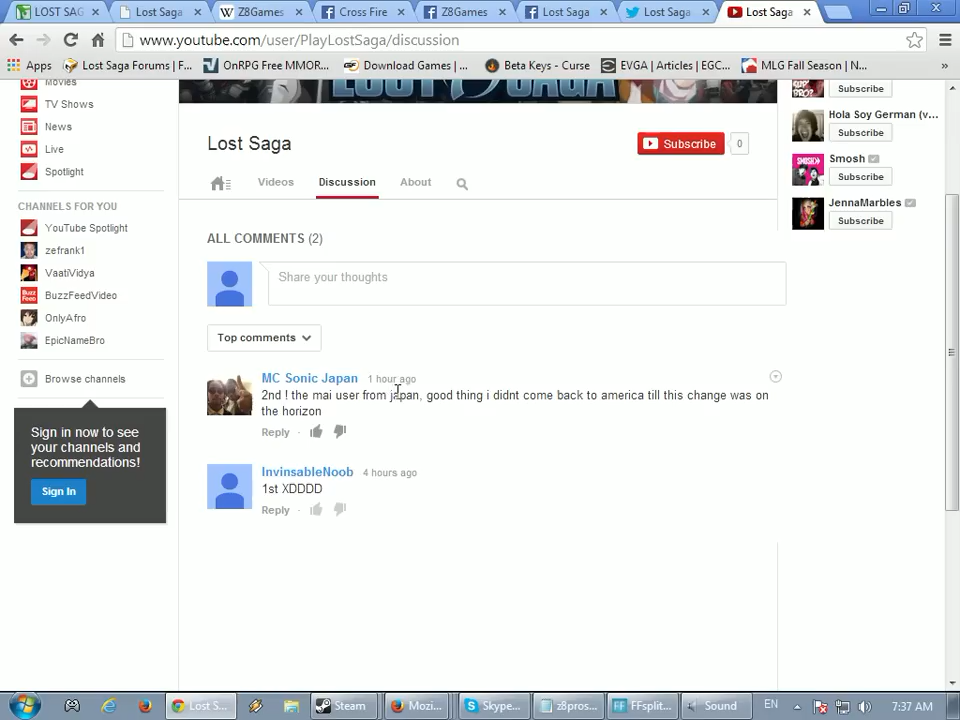 LOST SAG
Lost Saga
Z8Games
Cross Fire
Z8Games
Lost Saga
Lost Saga
Lost Saga
www.youtube.com/user/PlayLostSaga/discussion
Apps
Lost Saga Forums | F...
OnRPG Free MMOR...
Download Games | ...
Beta Keys - Curse
EVGA | Articles | EGC...
MLG Fall Season | N...
»
Movies
TV Shows
News
Live
Spotlight
CHANNELS FOR YOU
YouTube Spotlight
zefrank1
VaatiVidya
BuzzFeedVideo
OnlyAfro
EpicNameBro
Browse channels
Sign in now to see
your channels and
recommendations!
Sign In
LOST SAGA
Lost Saga
Subscribe 0
Videos
Discussion
About
ALL COMMENTS (2)
Share your thoughts
Top comments
MC Sonic Japan 1 hour ago
2nd ! the mai user from japan, good thing i didnt come back to america till this change was on
the horizon
Reply ·
InvinsableNoob 4 hours ago
1st XDDDD
Reply ·
Subscribe
Hola Soy German (v...
Subscribe
Smosh
Subscribe
JennaMarbles
Subscribe
Lost S...
Steam
Mozi...
Skype...
z8pros...
FFsplit...
Sound
EN
7:37 AM